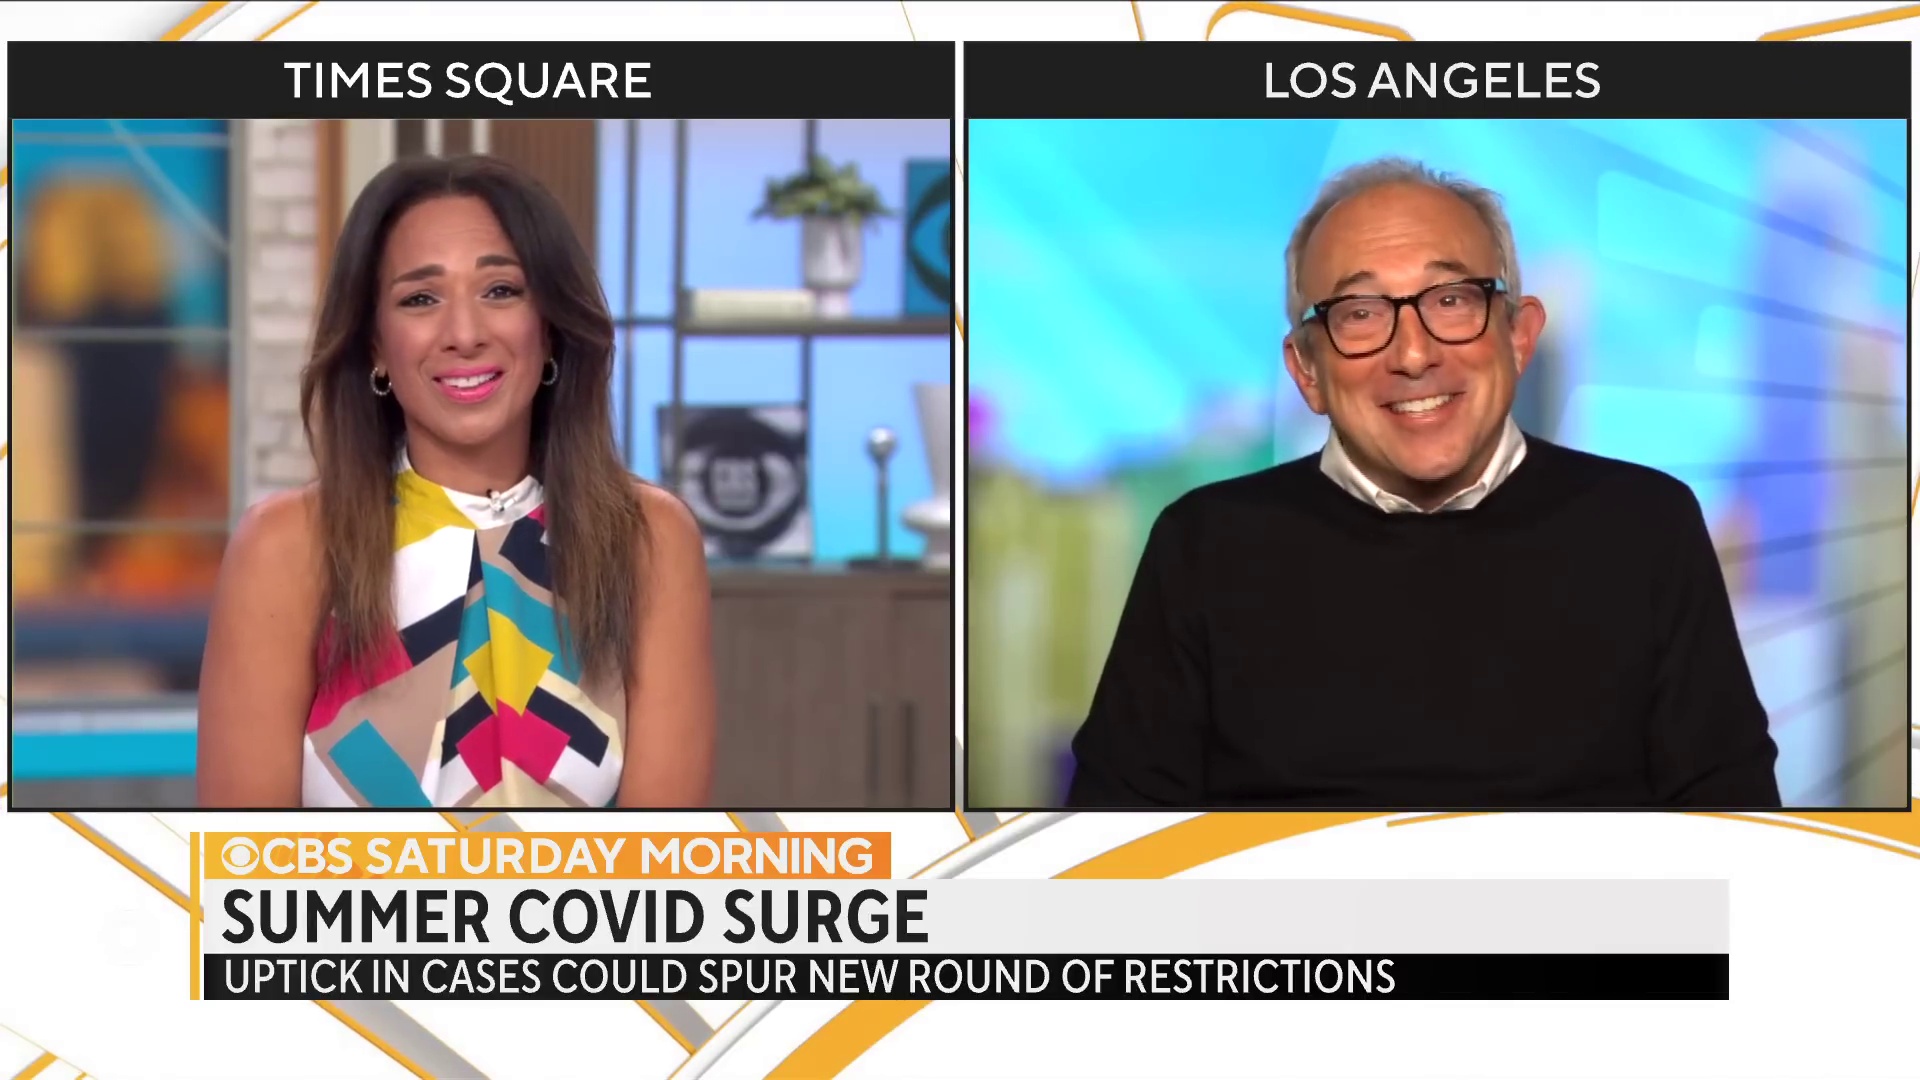 TIMES SQUARE
LOS ANGELES
CBS
CBS SATURDAY MORNING
SUMMER COVID SURGE
UPTICK IN CASES COULD SPUR NEW ROUND OF RESTRICTIONS